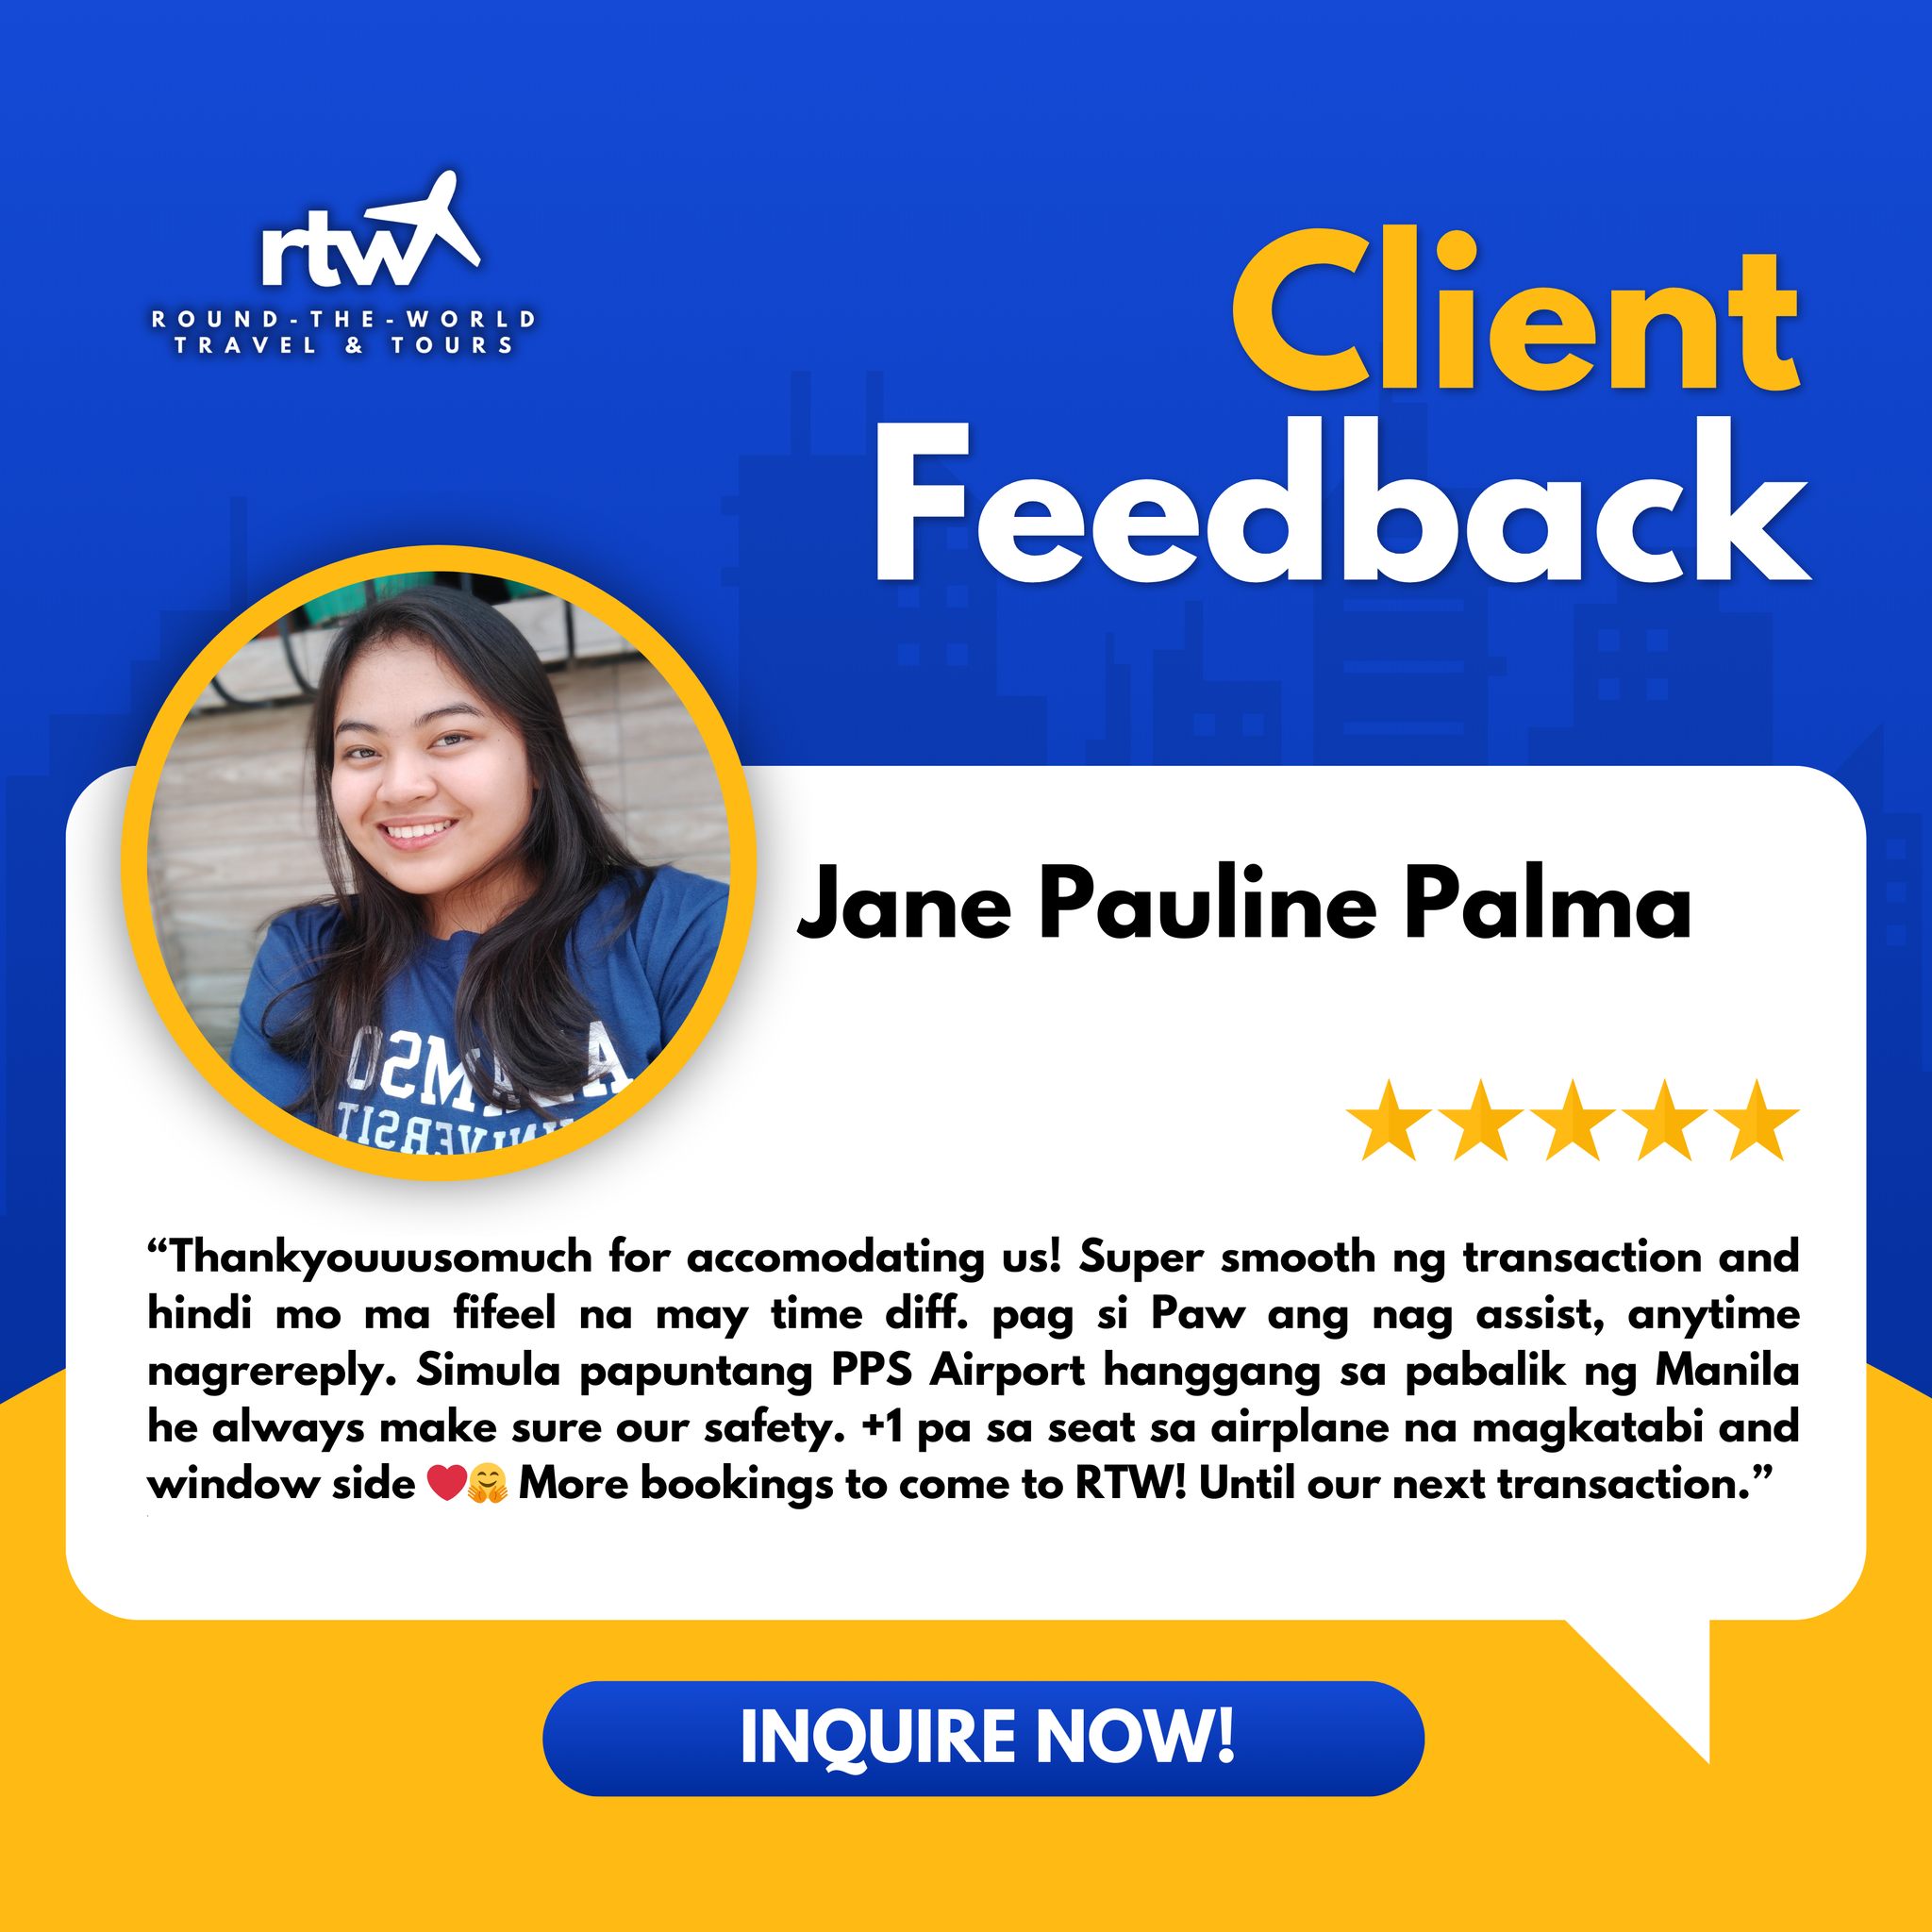 rtw
ROUND-THE-WORLD
TRAVEL & TOURS
Client
Feedback
Jane Pauline Palma
“Thankyouuusomuch for accomodating us! Super smooth ng transaction and
hindi mo ma fifeel na may time diff. pag si Paw ang nag assist, anytime
nagrereply. Simula papuntang PPS Airport hanggang sa pabalik ng Manila
he always make sure our safety. +1 pa sa seat sa airplane na magkatabi and
window side ❤️🤗 More bookings to come to RTW! Until our next transaction.”
INQUIRE NOW!